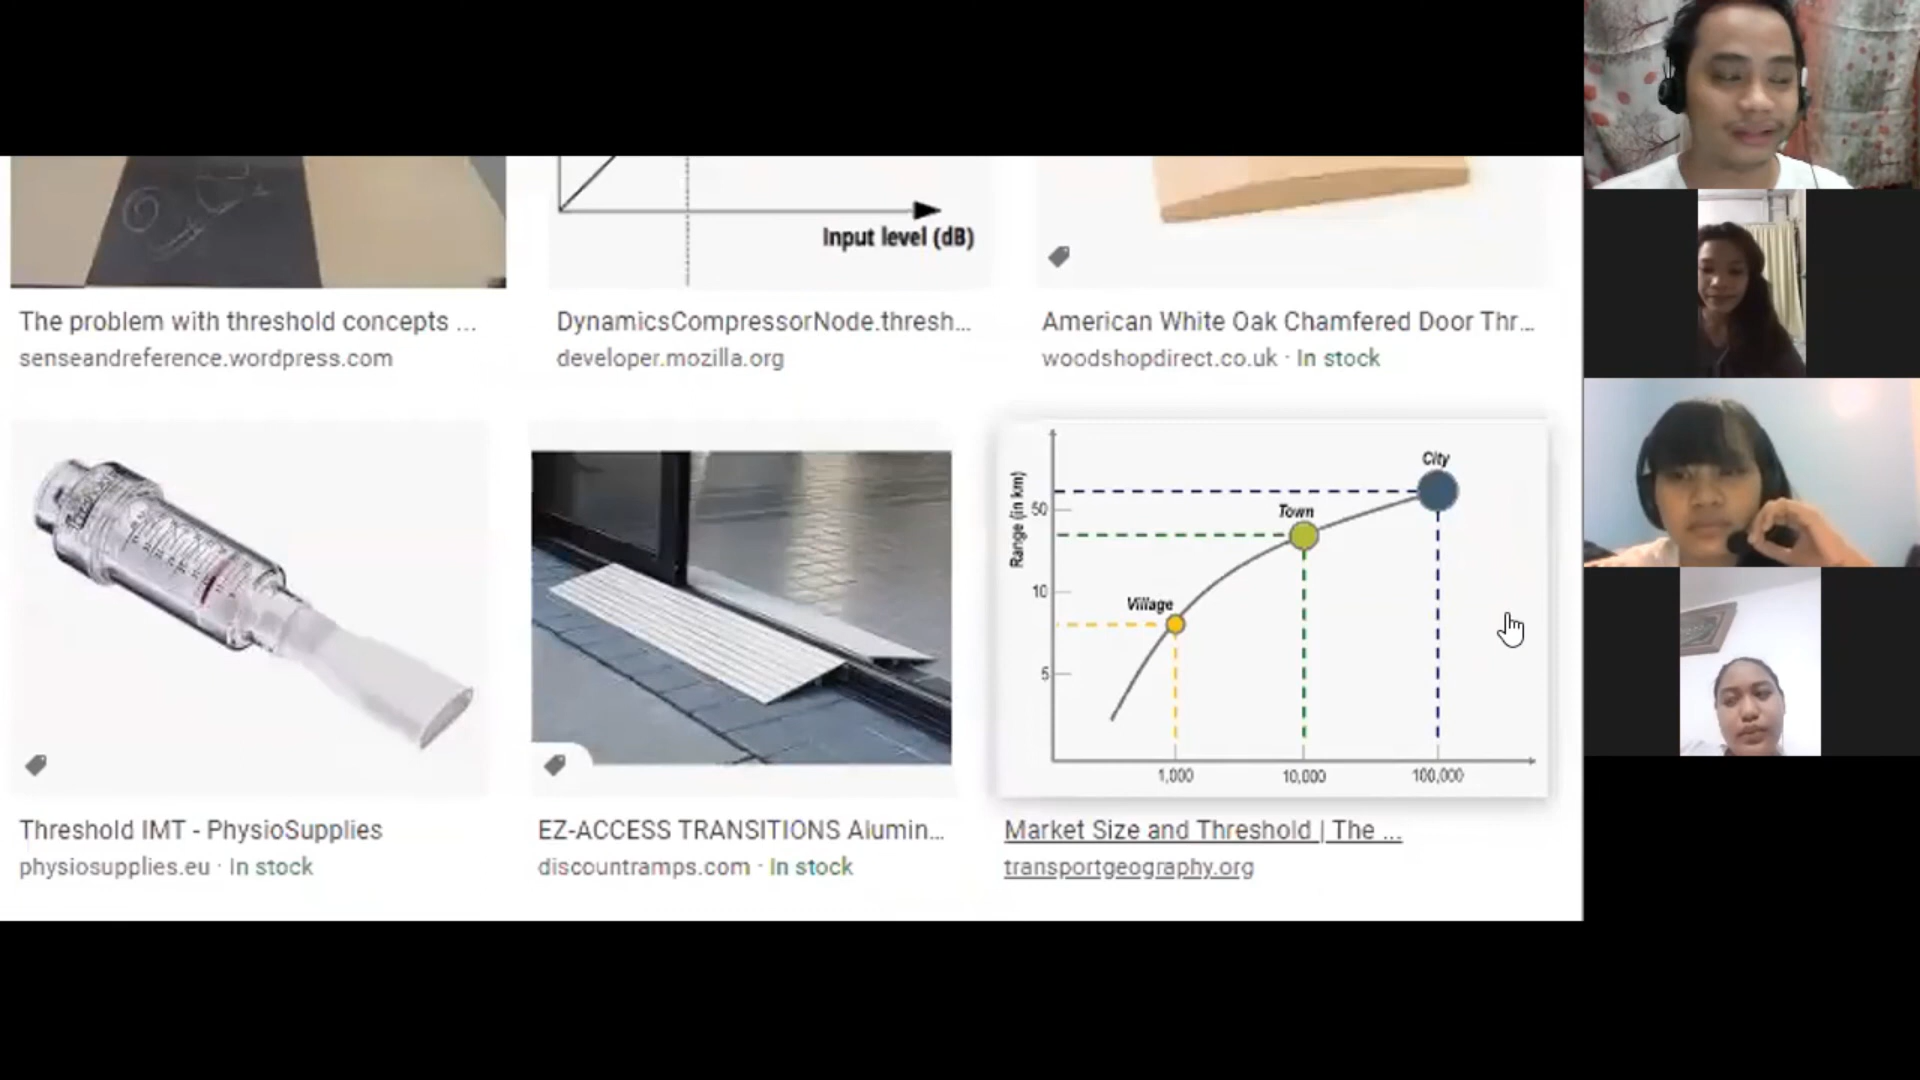 Input level (dB)
The problem with threshold concepts ...
senseandreference.wordpress.com
DynamicsCompressorNode.thresh...
developer.mozilla.org
American White Oak Chamfered Door Thr...
woodshopdirect.co.uk · In stock
Range (in km)
50
10
5
City
Town
Village
1,000
10,000
100,000
Threshold IMT - PhysioSupplies
physiosupplies.eu · In stock
EZ-ACCESS TRANSITIONS Alumin...
discountramps.com · In stock
Market Size and Threshold | The ...
transportgeography.org